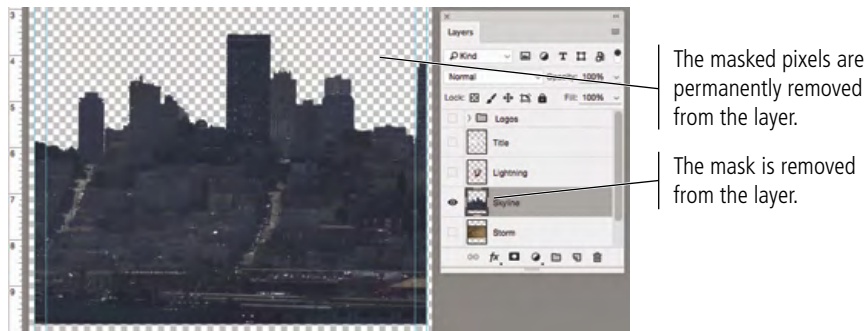 3
4
5
6
7
8
9
Layers
Kind
Normal
Opacity: 100%
Lock:
Fill: 100%
Logos
Title
Lightning
Skyline
Storm
fx
The masked pixels are
permanently removed
from the layer.
The mask is removed
from the layer.